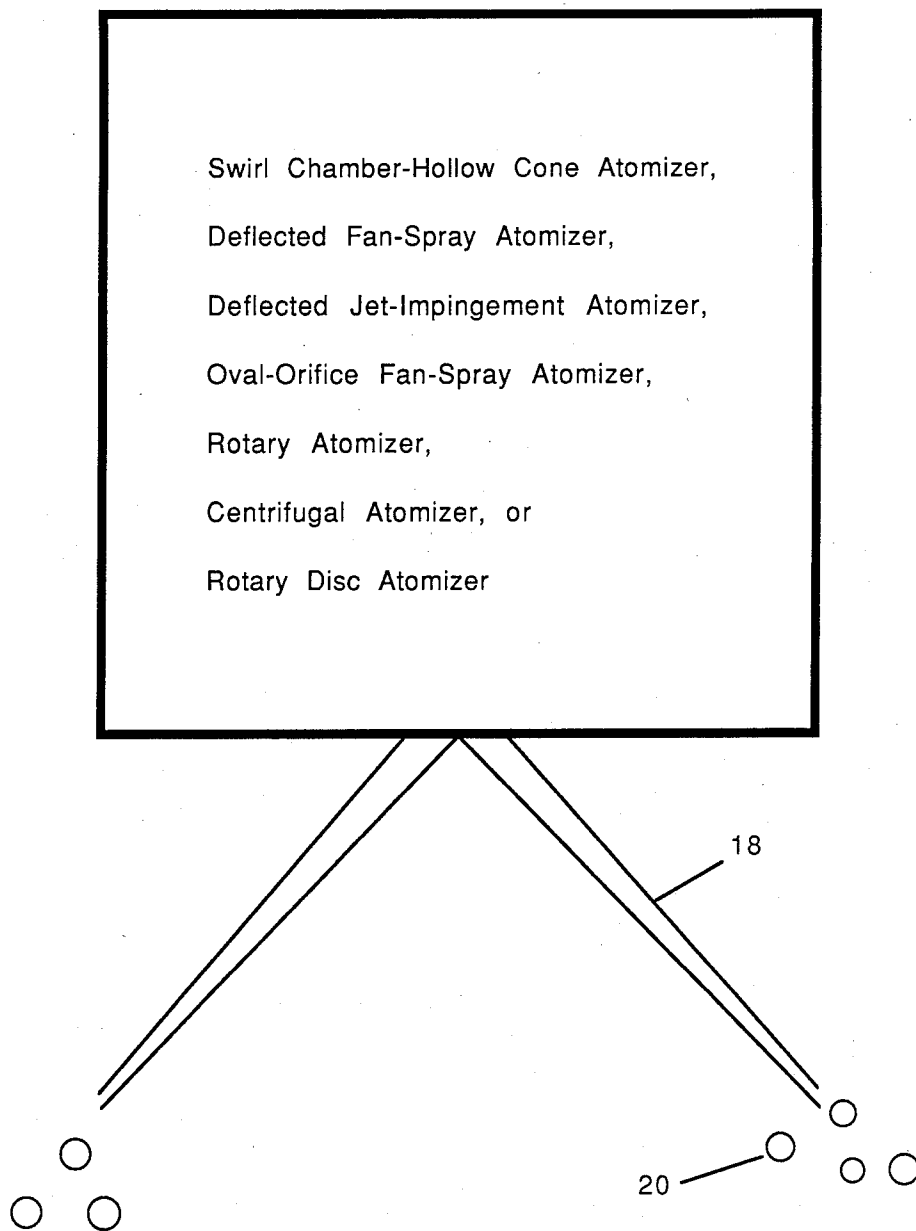 Swirl Chamber-Hollow Cone Atomizer,
Deflected Fan-Spray Atomizer,
Deflected Jet-Impingement Atomizer,
Oval-Orifice Fan-Spray Atomizer,
Rotary Atomizer,
Centrifugal Atomizer, or
Rotary Disc Atomizer
18
20